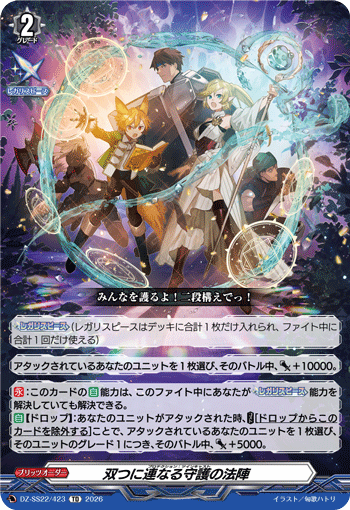 2
グレード
レガリスピース
みんなを護るよ!二段構えでっ!
レガリスピース(レガリスピースはデッキに合計1枚だけ入れられ、ファイト中に
合計1回だけ使える)
アタックされているあなたのユニットを1枚選び、そのバトル中、+10000。
永:このカードの自能力は、このファイト中にあなたがレガリスピース能力を
解決していても解決できる。
自【ドロップ】:あなたのユニットがアタックされた時、【ドロップからこの
カードを除外する】ことで、アタックされているあなたのユニットを1枚選び、
そのユニットのグレード1につき、そのバトル中、+5000。
ブリッツオーダー
双つに連なる守護の法陣
DZ-SS22/423 TD 2026
イラスト/匈歌ハトリ